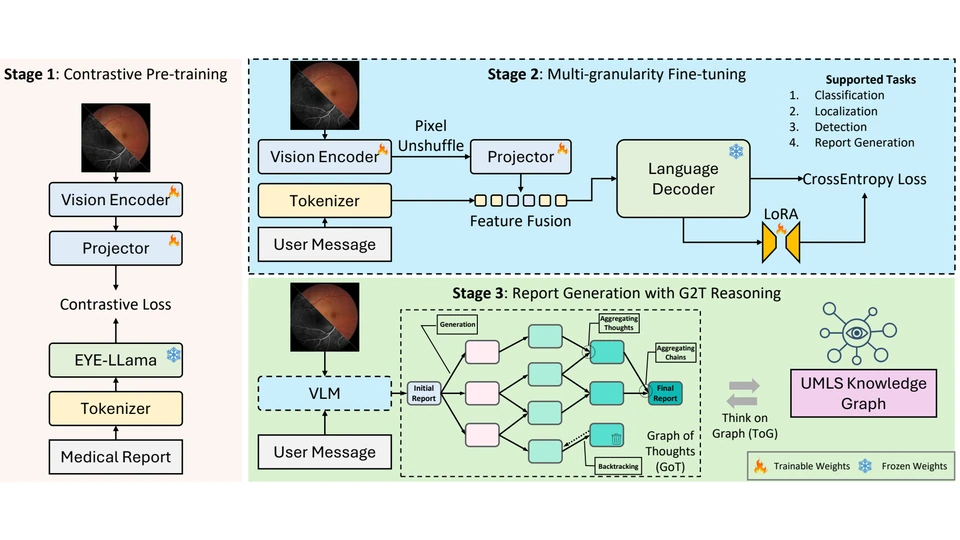 Stage 1: Contrastive Pre-training
Vision Encoder
Projector
Contrastive Loss
EYE-LLama
Tokenizer
Medical Report
Stage 2: Multi-granularity Fine-tuning
Supported Tasks
1. Classification
2. Localization
3. Detection
4. Report Generation
Vision Encoder
Pixel
Unshuffle
Projector
Tokenizer
Feature Fusion
User Message
Language
Decoder
CrossEntropy Loss
LoRA
Stage 3: Report Generation with G2T Reasoning
VLM
User Message
Generation
Initial
Report
Aggregating
Thoughts
Aggregating
Chains
Final
Report
Backtracking
Graph of
Thoughts
(GoT)
Think on
Graph (ToG)
UMLS Knowledge
Graph
Trainable Weights
Frozen Weights